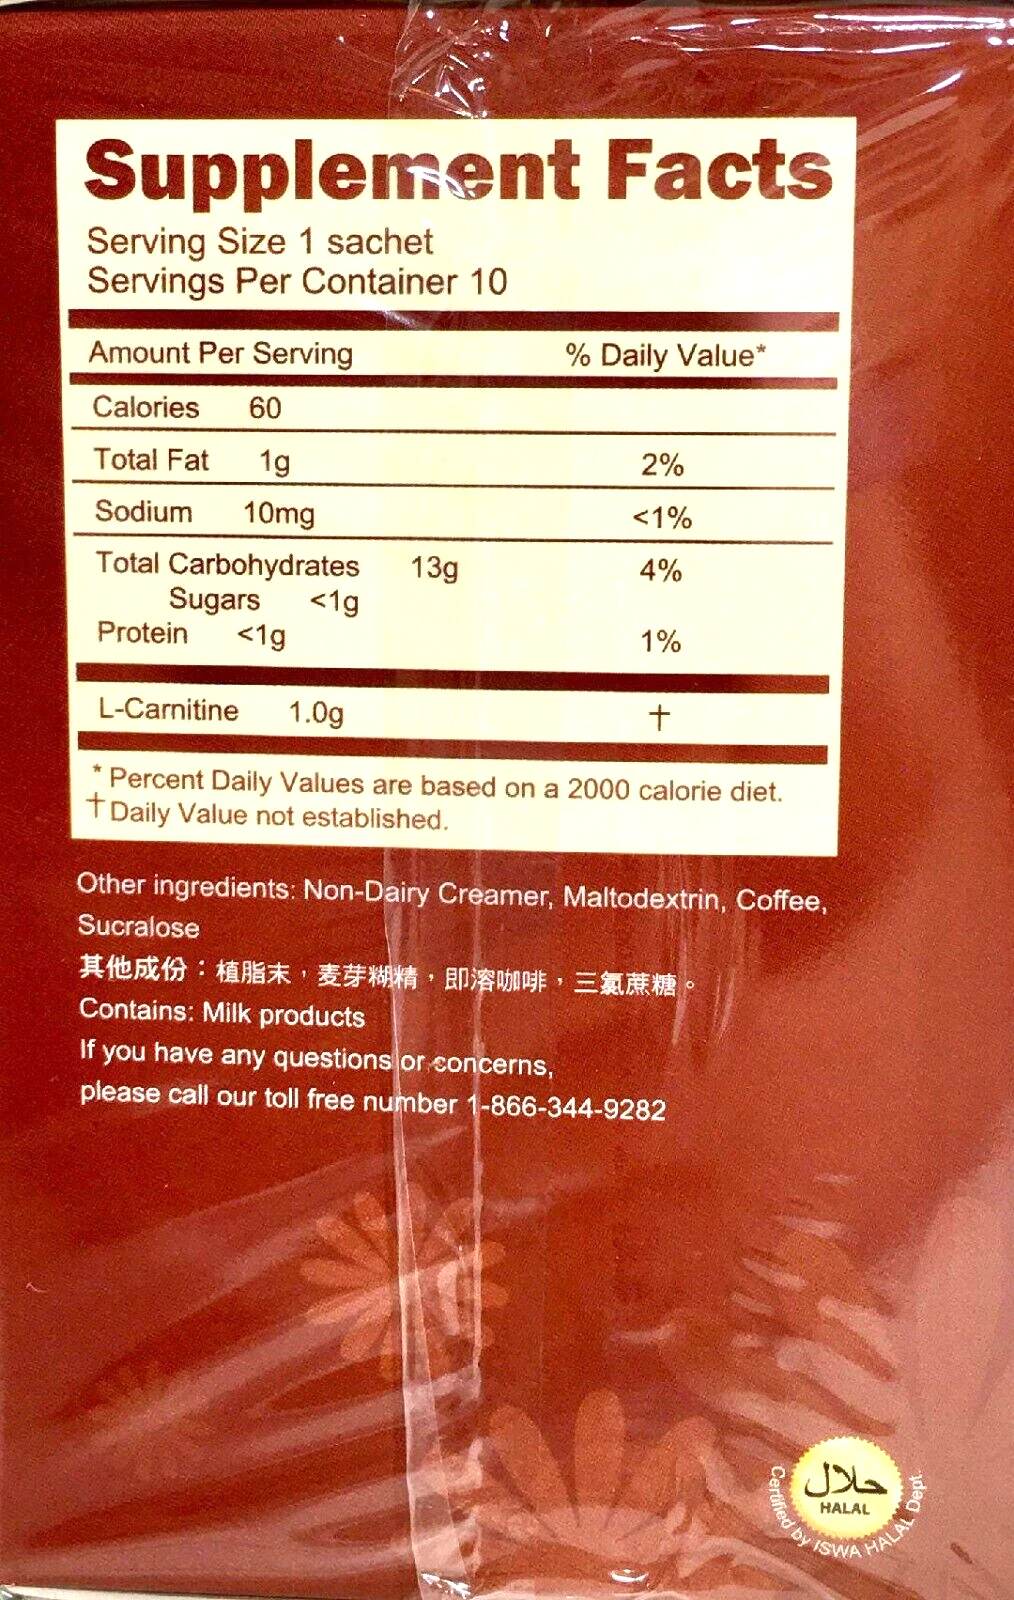 Supplement Facts
Serving Size 1 sachet
Servings Per Container 10
Amount Per Serving % Daily Value*
Calories 60
Total Fat 1g 2%
Sodium 10mg <1%
Total Carbohydrates 13g 4%
Sugars <1g
Protein <1g 1%
L-Carnitine 1.0g †
* Percent Daily Values are based on a 2000 calorie diet.
† Daily Value not established.
Other ingredients: Non-Dairy Creamer, Maltodextrin, Coffee,
Sucralose
其他成份：植脂末，麦芽糊精，即溶咖啡，三氯蔗糖。
Contains: Milk products
If you have any questions or concerns,
please call our toll free number 1-866-344-9282
حلال
HALAL
Certified by ISWA HALAL Dept.